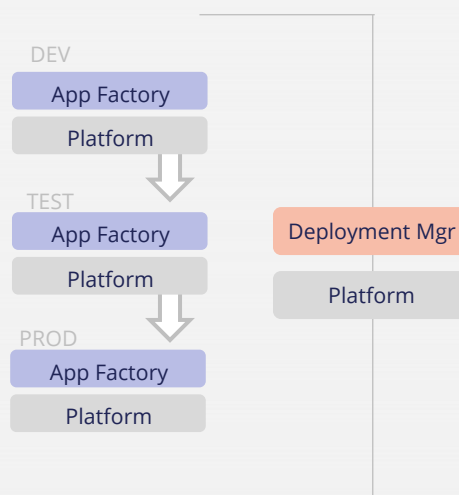 DEV
App Factory
Platform
TEST
App Factory
Platform
PROD
App Factory
Platform
Deployment Mgr
Platform